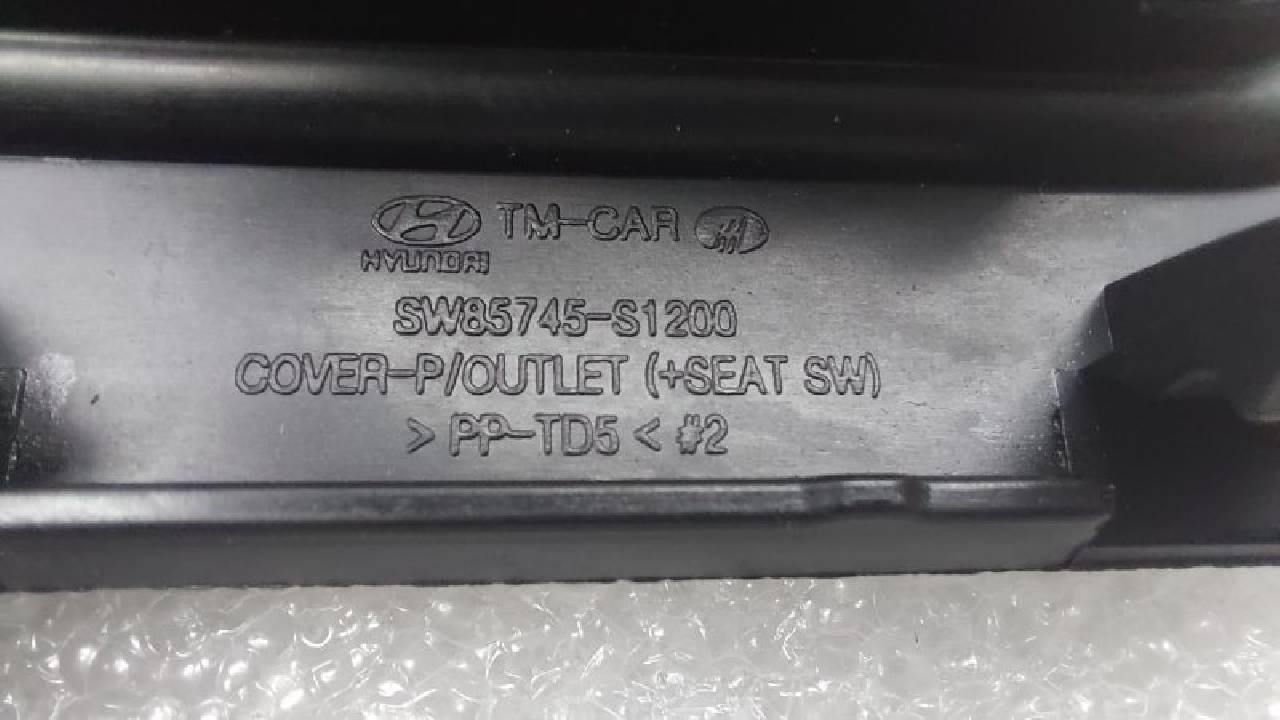 TM-CAR
HYUNDAI
SW85745-S1200
COVER-P/OUTLET (+SEAT SW)
> PP-TD5 < #2